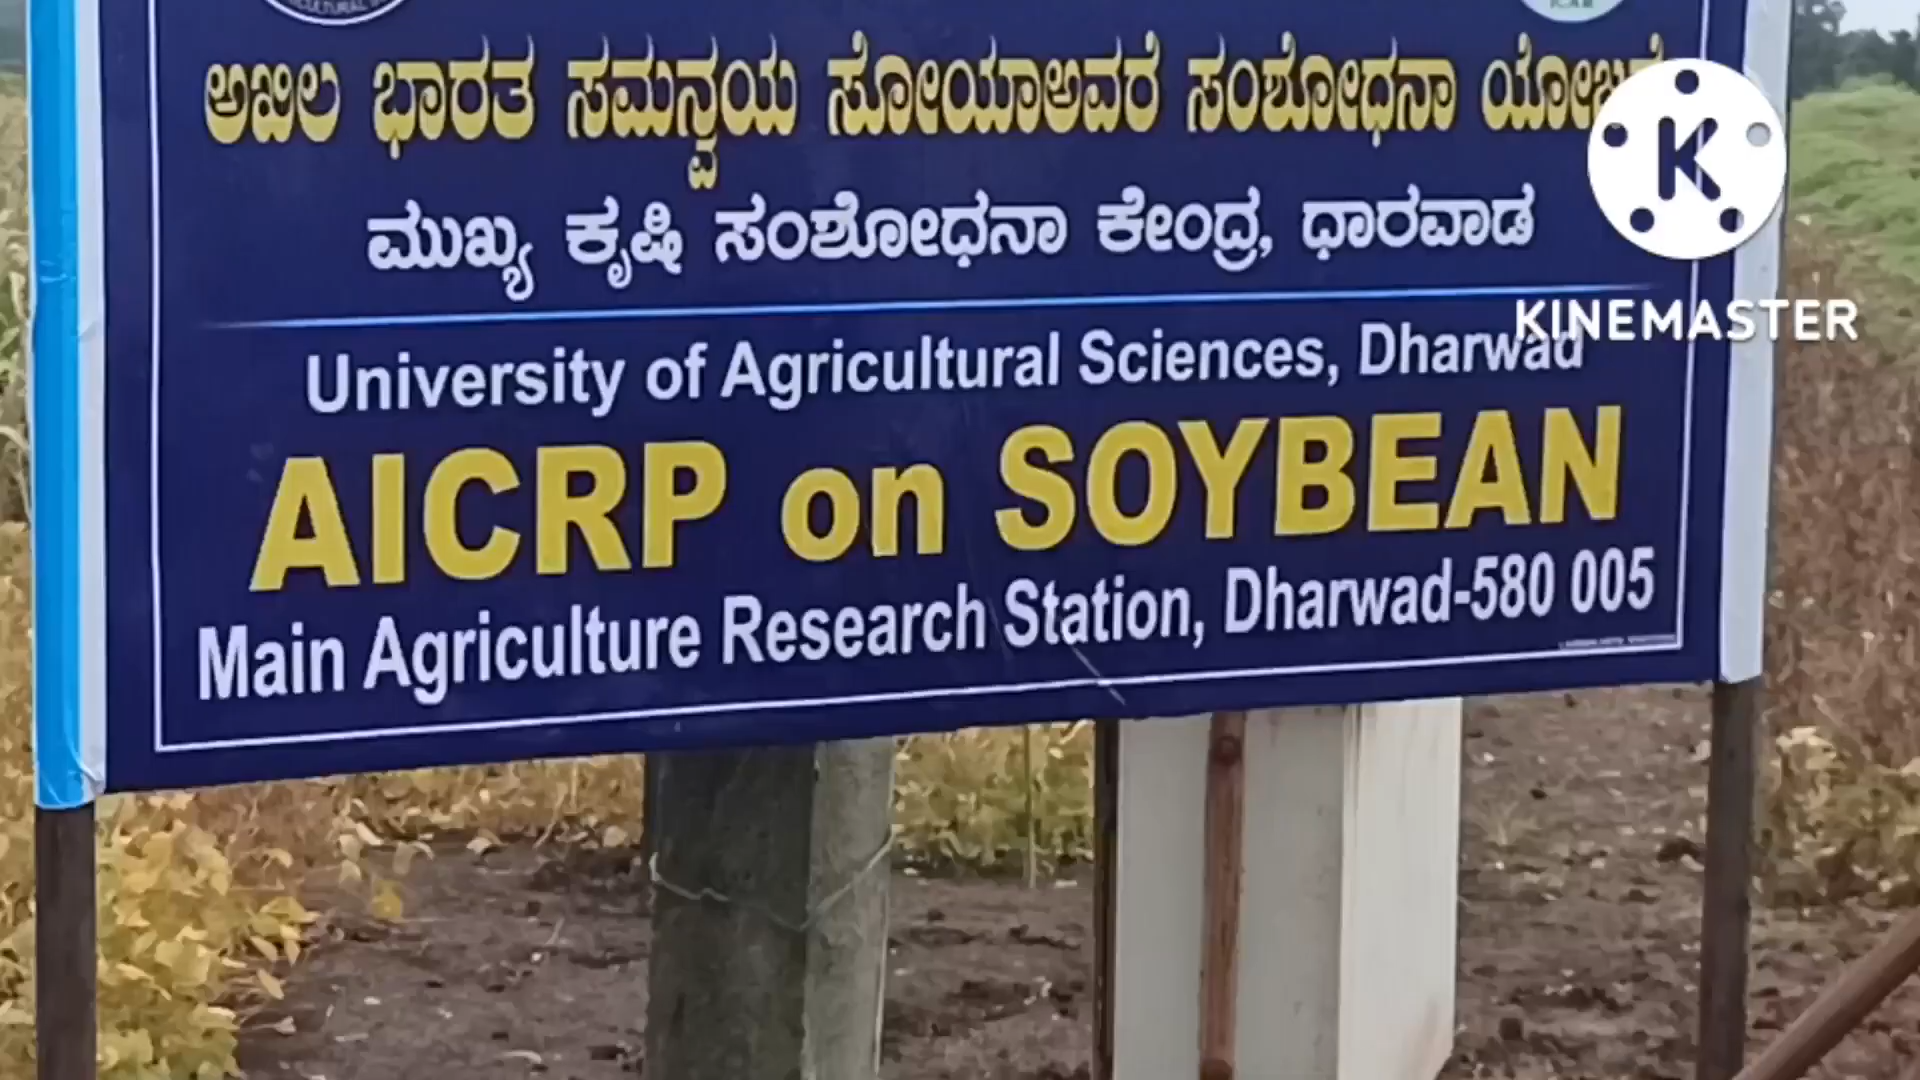 ಅಖಿಲ ಭಾರತ ಸಮನ್ವಯ ಸೋಯಾಅವರೆ ಸಂಶೋಧನಾ
ಮುಖ್ಯ ಕೃಷಿ ಸಂಶೋಧನಾ ಕೇಂದ್ರ, ಧಾರವಾಡ
University of Agricultural Sciences, Dharwad
AICRP on SOYBEAN
Main Agriculture Research Station, Dharwad-580 005
K
KINEMASTER